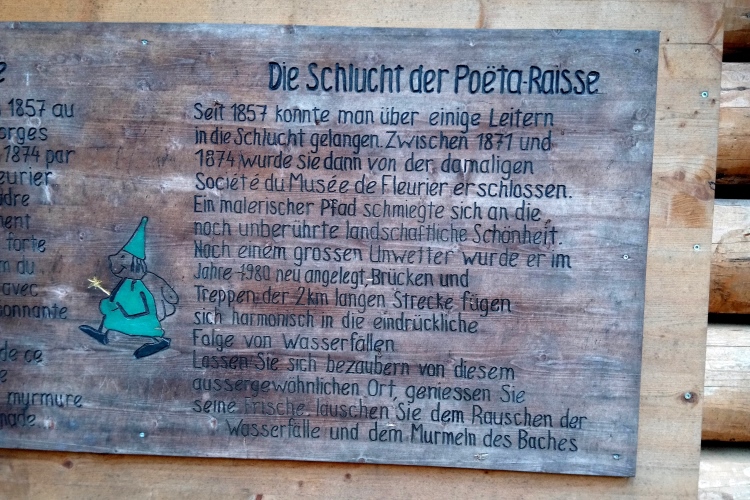 e
1857 au
orges
1874 par
eurier
dre
ment
forte
m du
avec
ionnante
de ce
e
murmure
nade
Die Schlucht der Poëta-Raisse
Seit 1857 konnte man über einige Leitern
in die Schlucht gelangen. Zwischen 1871 und
1874 wurde sie dann von der damaligen
Société du Musée de Fleurier erschlossen.
Ein malerischer Pfad schmiegte sich an die
noch unberührte landschaftliche Schönheit.
Nach einem grossen Unwetter wurde er im
Jahre 1980 neu angelegt, Brücken und
Treppen der 2km langen Strecke fügen
sich harmonisch in die eindrückliche
Folge von Wasserfällen
Lassen Sie sich bezaubern von diesem
aussergewöhnlichen Ort, geniessen Sie
seine Frische, lauschen Sie dem Rauschen der
Wasserfälle und dem Murmeln des Baches